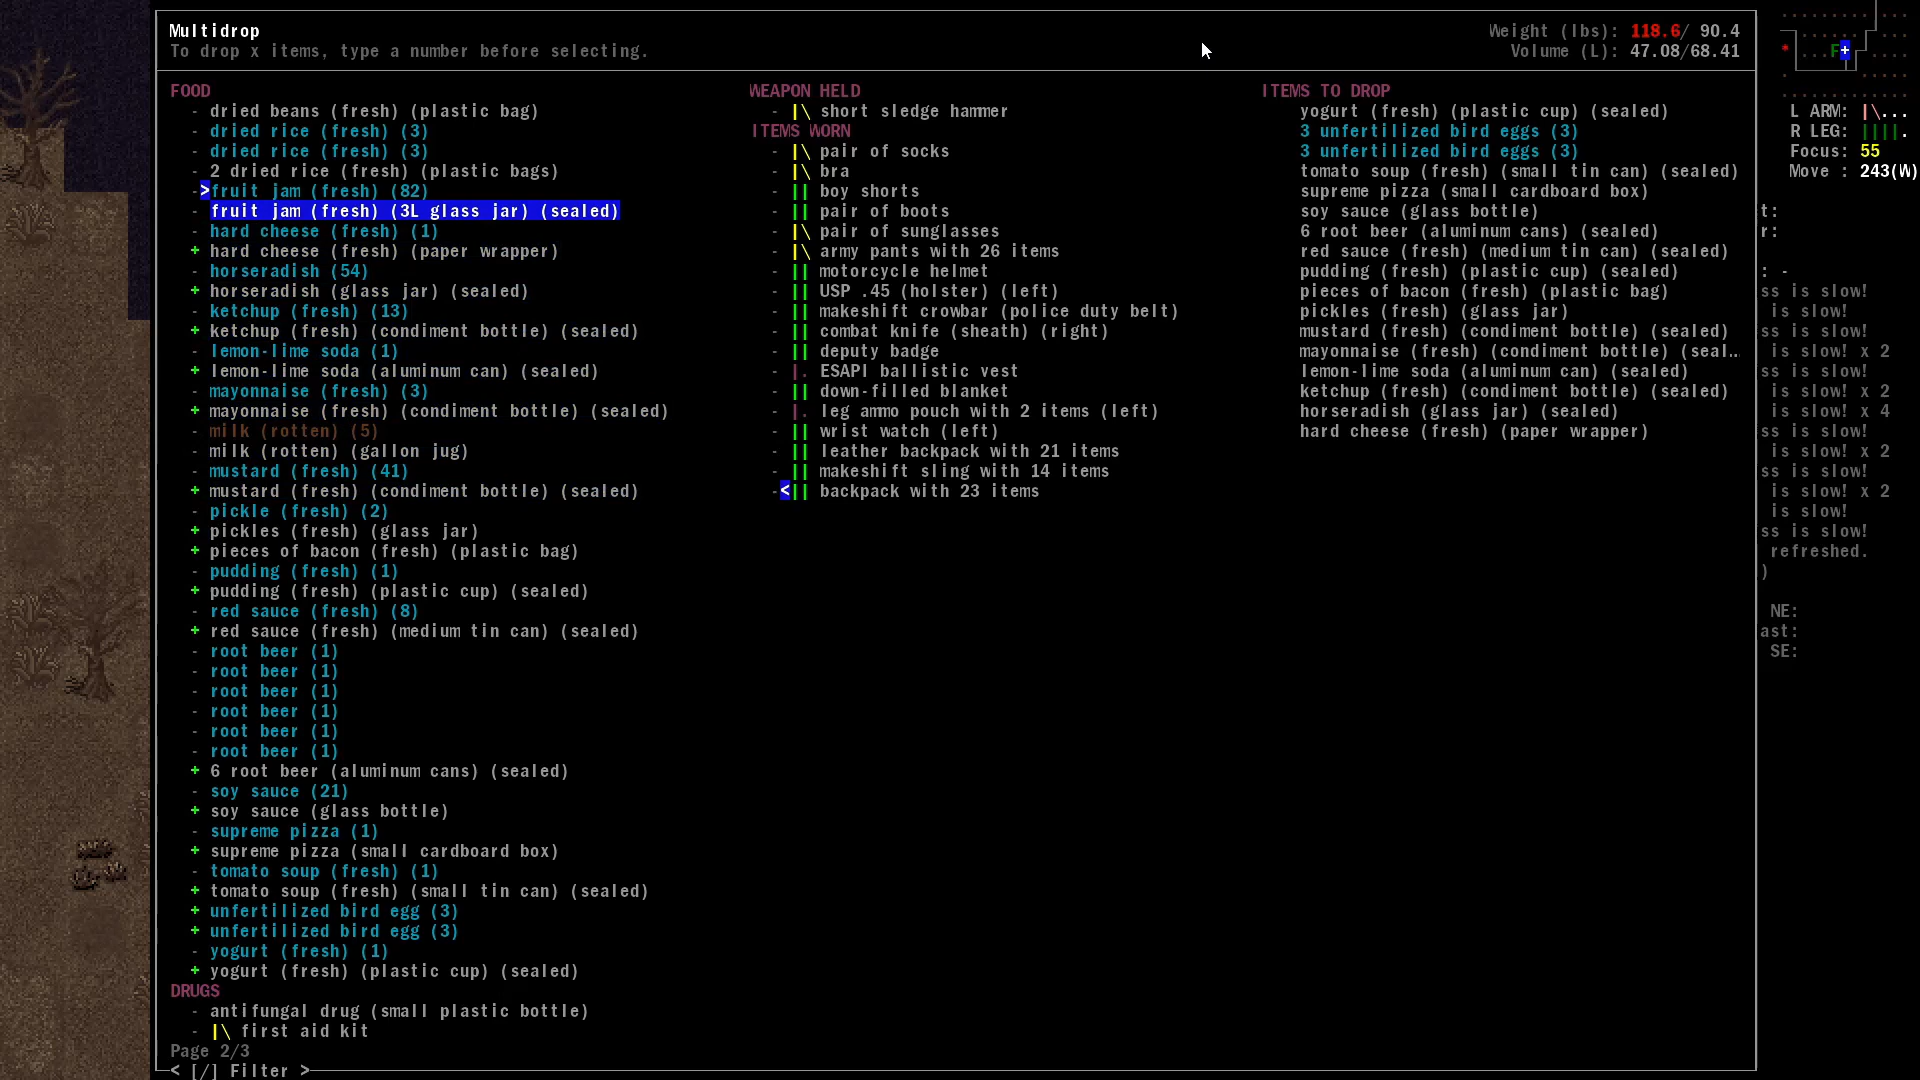 Multidrop
To drop x items, type a number before selecting.
Weight (lbs): 118.6/ 90.4
Volume (L): 47.08/68.41
FOOD
- dried beans (fresh) (plastic bag)
- dried rice (fresh) (3)
- dried rice (fresh) (3)
- 2 dried rice (fresh) (plastic bags)
->fruit jam (fresh) (82)
- fruit jam (fresh) (3L glass jar) (sealed)
- hard cheese (fresh) (1)
+ hard cheese (fresh) (paper wrapper)
- horseradish (54)
+ horseradish (glass jar) (sealed)
- ketchup (fresh) (13)
+ ketchup (fresh) (condiment bottle) (sealed)
- lemon-lime soda (1)
+ lemon-lime soda (aluminum can) (sealed)
- mayonnaise (fresh) (3)
+ mayonnaise (fresh) (condiment bottle) (sealed)
- milk (rotten) (5)
- milk (rotten) (gallon jug)
- mustard (fresh) (41)
+ mustard (fresh) (condiment bottle) (sealed)
- pickle (fresh) (2)
+ pickles (fresh) (glass jar)
+ pieces of bacon (fresh) (plastic bag)
- pudding (fresh) (1)
+ pudding (fresh) (plastic cup) (sealed)
- red sauce (fresh) (8)
+ red sauce (fresh) (medium tin can) (sealed)
- root beer (1)
- root beer (1)
- root beer (1)
- root beer (1)
- root beer (1)
- root beer (1)
+ 6 root beer (aluminum cans) (sealed)
- soy sauce (21)
+ soy sauce (glass bottle)
- supreme pizza (1)
+ supreme pizza (small cardboard box)
- tomato soup (fresh) (1)
+ tomato soup (fresh) (small tin can) (sealed)
+ unfertilized bird egg (3)
+ unfertilized bird egg (3)
- yogurt (fresh) (1)
+ yogurt (fresh) (plastic cup) (sealed)
DRUGS
- antifungal drug (small plastic bottle)
- |\ first aid kit
Page 2/3
< [/] Filter >
WEAPON HELD
- |\ short sledge hammer
ITEMS WORN
- |\ pair of socks
- |\ bra
- || boy shorts
- || pair of boots
- |\ pair of sunglasses
- |\ army pants with 26 items
- || motorcycle helmet
- || USP .45 (holster) (left)
- || makeshift crowbar (police duty belt)
- || combat knife (sheath) (right)
- || deputy badge
- |. ESAPI ballistic vest
- || down-filled blanket
- |. leg ammo pouch with 2 items (left)
- || wrist watch (left)
- || leather backpack with 21 items
- || makeshift sling with 14 items
-<|| backpack with 23 items
ITEMS TO DROP
yogurt (fresh) (plastic cup) (sealed)
3 unfertilized bird eggs (3)
3 unfertilized bird eggs (3)
tomato soup (fresh) (small tin can) (sealed)
supreme pizza (small cardboard box)
soy sauce (glass bottle)
6 root beer (aluminum cans) (sealed)
red sauce (fresh) (medium tin can) (sealed)
pudding (fresh) (plastic cup) (sealed)
pieces of bacon (fresh) (plastic bag)
pickles (fresh) (glass jar)
mustard (fresh) (condiment bottle) (sealed)
mayonnaise (fresh) (condiment bottle) (seal…
lemon-lime soda (aluminum can) (sealed)
ketchup (fresh) (condiment bottle) (sealed)
horseradish (glass jar) (sealed)
hard cheese (fresh) (paper wrapper)
* ...F+
L ARM: |\...
R LEG: ||||.
Focus: 55
Move : 243(W)
t:
r:
: -
ss is slow!
is slow!
ss is slow!
is slow! x 2
ss is slow!
is slow! x 2
is slow! x 4
ss is slow!
is slow! x 2
ss is slow!
is slow! x 2
is slow!
ss is slow!
refreshed.
)
NE:
ast:
SE: